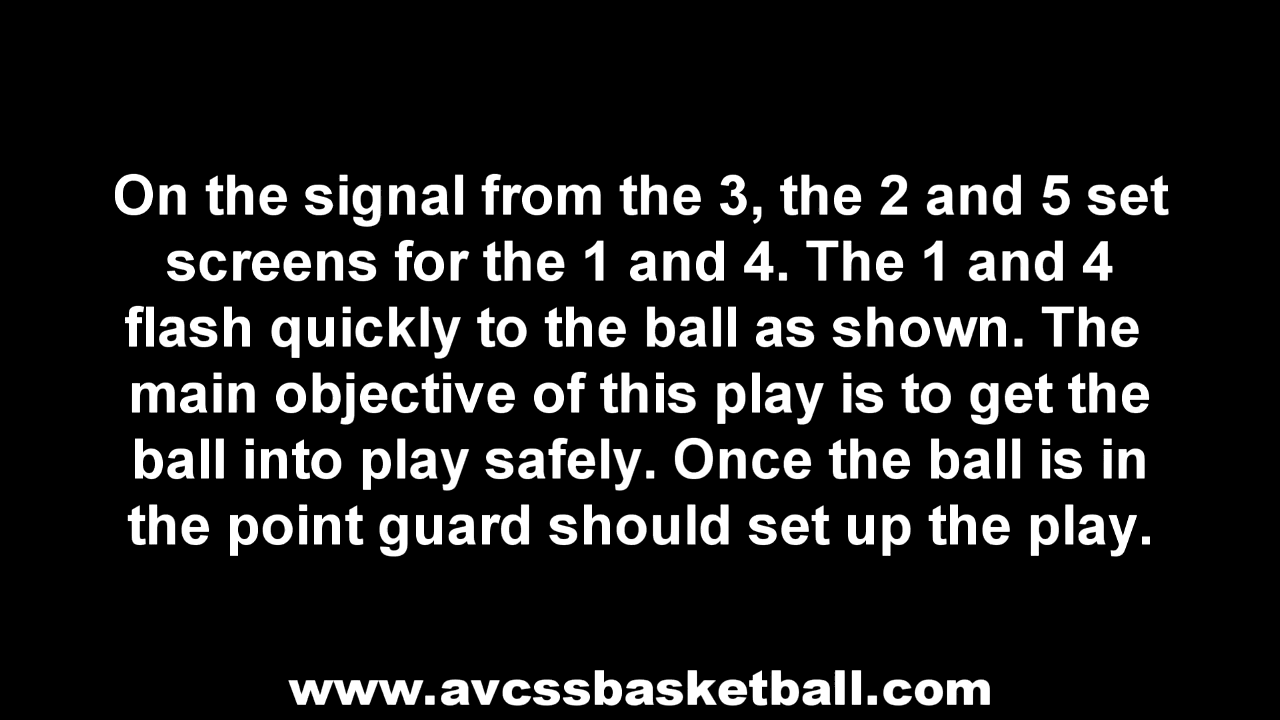 On the signal from the 3, the 2 and 5 set
screens for the 1 and 4. The 1 and 4
flash quickly to the ball as shown. The
main objective of this play is to get the
ball into play safely. Once the ball is in
the point guard should set up the play.
www.avcssbasketball.com